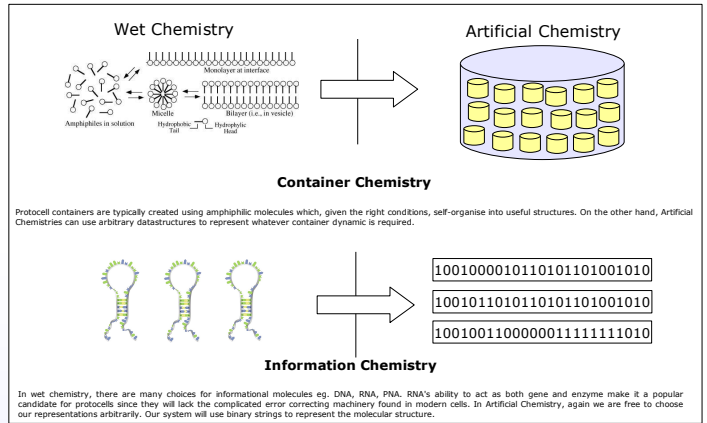 Wet Chemistry
Artificial Chemistry
Monolayer at interface
Amphiphiles in solution
Micelle
Bilayer (i.e., in vesicle)
Hydrophobic
Tail
Hydrophylic
Head
Container Chemistry
Protocell containers are typically created using amphiphilic molecules which, given the right conditions, self-organise into useful structures. On the other hand, Artificial
Chemistries can use arbitrary datastructures to represent whatever container dynamic is required.
1001000010110101101001010
1001011010110101101001010
1001001100000011111111010
Information Chemistry
In wet chemistry, there are many choices for informational molecules eg. DNA, RNA, PNA. RNA's ability to act as both gene and enzyme make it a popular
candidate for protocells since they will lack the complicated error correcting machinery found in modern cells. In Artificial Chemistry, again we are free to choose
our representations arbitrarily. Our system will use binary strings to represent the molecular structure.